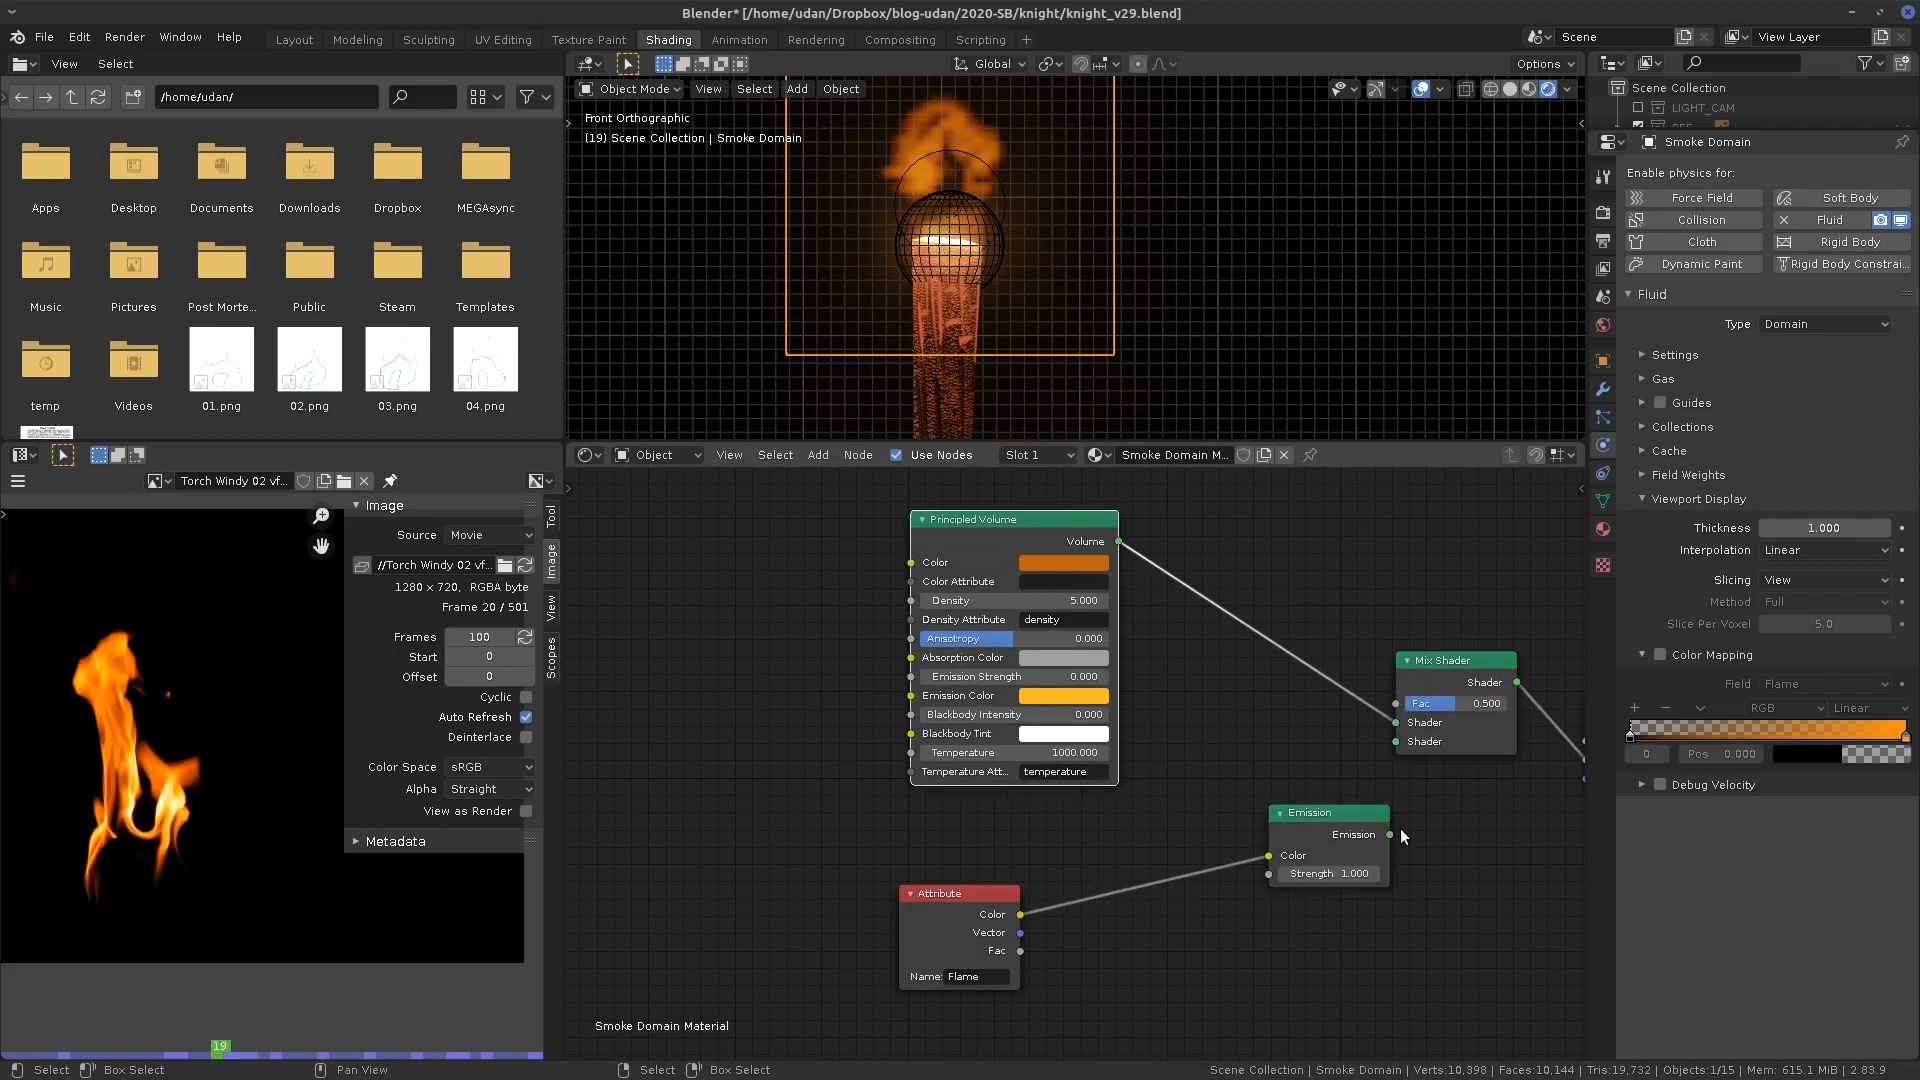 Blender* [/home/udan/Dropbox/blog-udan/2020-SB/knight/knight_v29.blend]
File Edit Render Window Help
Layout Modeling Sculpting UV Editing Texture Paint Shading Animation Rendering Compositing Scripting
Scene
View Layer
View Select
/home/udan/
Apps Desktop Documents Downloads Dropbox MEGAsync
Music Pictures Post Morte... Public Steam Templates
temp Videos 01.png 02.png 03.png 04.png
Global
Options
Object Mode View Select Add Object
Front Orthographic
(19) Scene Collection | Smoke Domain
Scene Collection
LIGHT_CAM
Smoke Domain
Enable physics for:
Force Field Soft Body
Collision Fluid
Cloth Rigid Body
Dynamic Paint Rigid Body Constrai...
Fluid
Type Domain
Settings
Gas
Guides
Collections
Cache
Field Weights
Viewport Display
Thickness 1.000
Interpolation Linear
Slicing View
Method Full
Slice Per Voxel 5.0
Color Mapping
Field Flame
RGB Linear
0 Pos 0.000
Debug Velocity
Torch Windy 02 vf...
Image
Source Movie
//Torch Windy 02 vf...
1280 × 720, RGBA byte
Frame 20 / 501
Frames 100
Start 0
Offset 0
Cyclic
Auto Refresh
Deinterlace
Color Space sRGB
Alpha Straight
View as Render
Metadata
Tool
Image
View
Scopes
19
Object View Select Add Node Use Nodes Slot 1 Smoke Domain M...
Principled Volume
Volume
Color
Color Attribute
Density 5.000
Density Attribute density
Anisotropy 0.000
Absorption Color
Emission Strength 0.000
Emission Color
Blackbody Intensity 0.000
Blackbody Tint
Temperature 1000.000
Temperature Att... temperature
Mix Shader
Shader
Fac 0.500
Shader
Shader
Emission
Emission
Color
Strength 1.000
Attribute
Color
Vector
Fac
Name: Flame
Smoke Domain Material
Select Box Select Pan View Select Box Select
Scene Collection | Smoke Domain | Verts:10,398 | Faces:10,144 | Tris:19,732 | Objects:1/15 | Mem: 615.1 MiB | 2.83.9